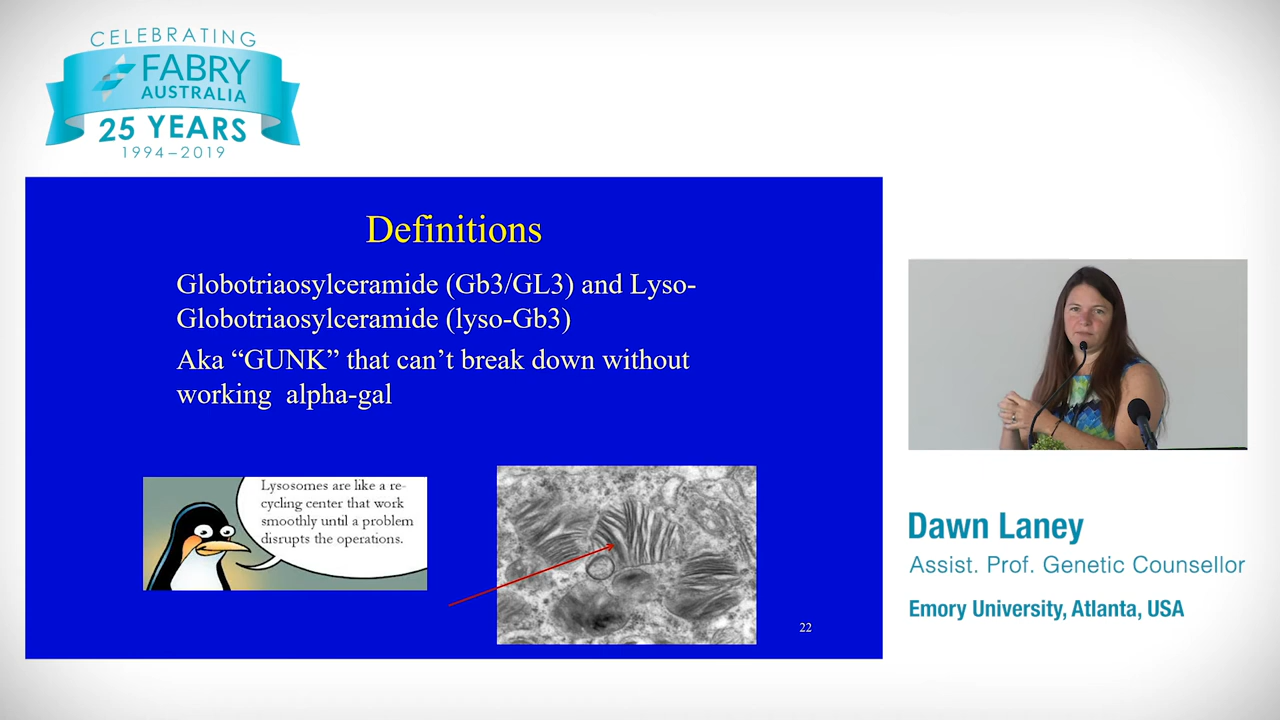 CELEBRATING
FABRY
AUSTRALIA
25 YEARS
1994–2019
Definitions
Globotriaosylceramide (Gb3/GL3) and Lyso-
Globotriaosylceramide (lyso-Gb3)
Aka “GUNK” that can’t break down without
working alpha-gal
Lysosomes are like a re-
cycling center that work
smoothly until a problem
disrupts the operations.
22
Dawn Laney
Assist. Prof. Genetic Counsellor
Emory University, Atlanta, USA